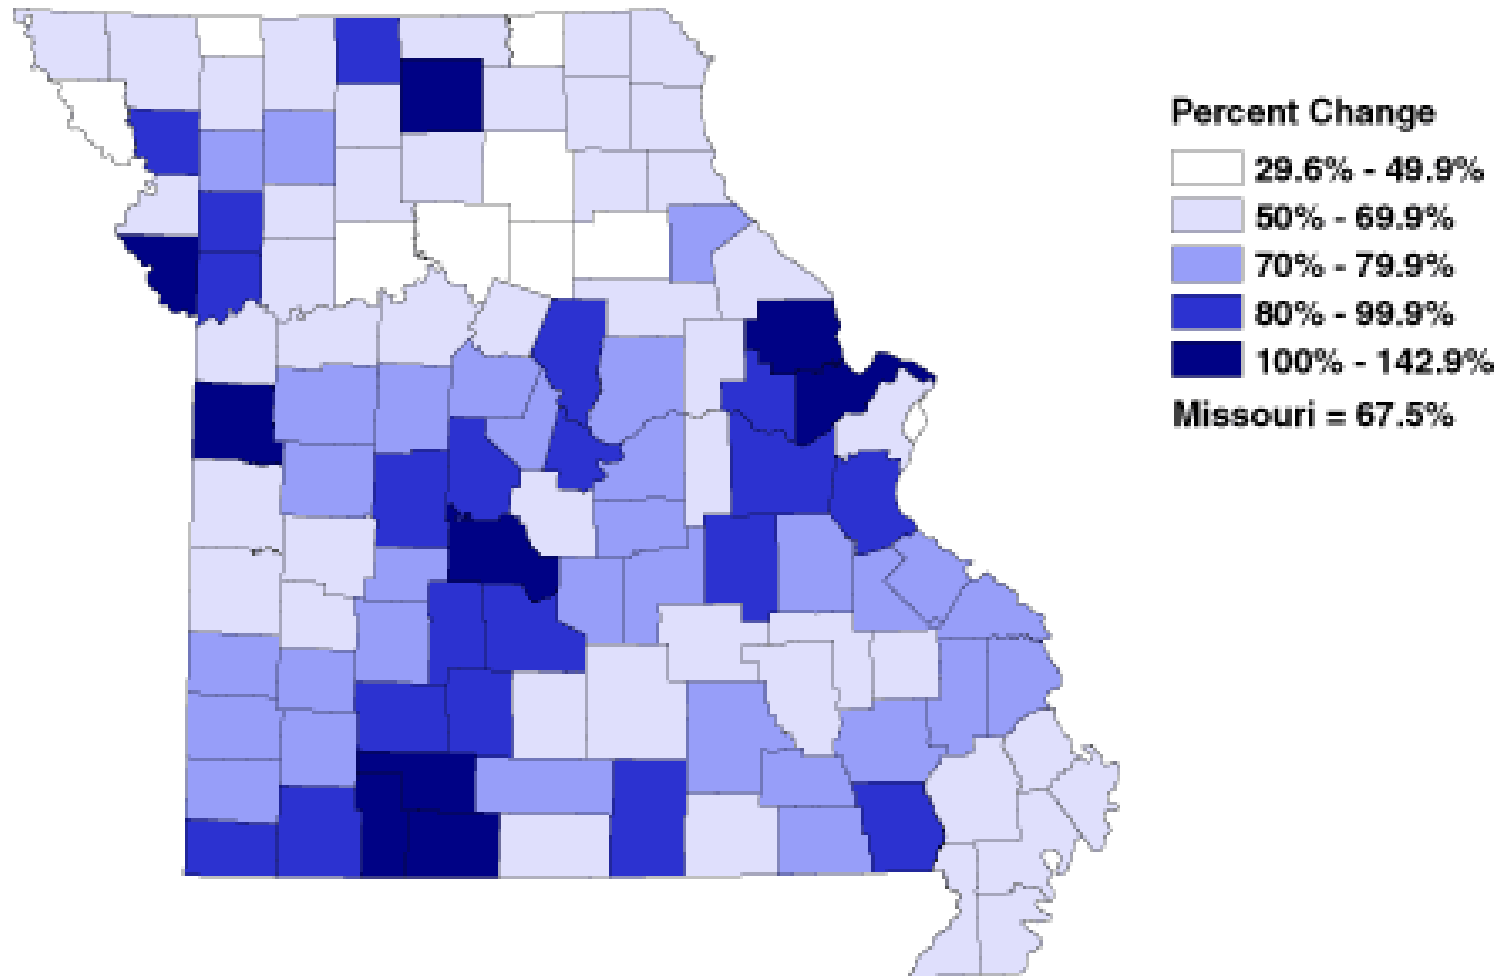 Percent Change
29.6% - 49.9%
50% - 69.9%
70% - 79.9%
80% - 99.9%
100% - 142.9%
Missouri = 67.5%